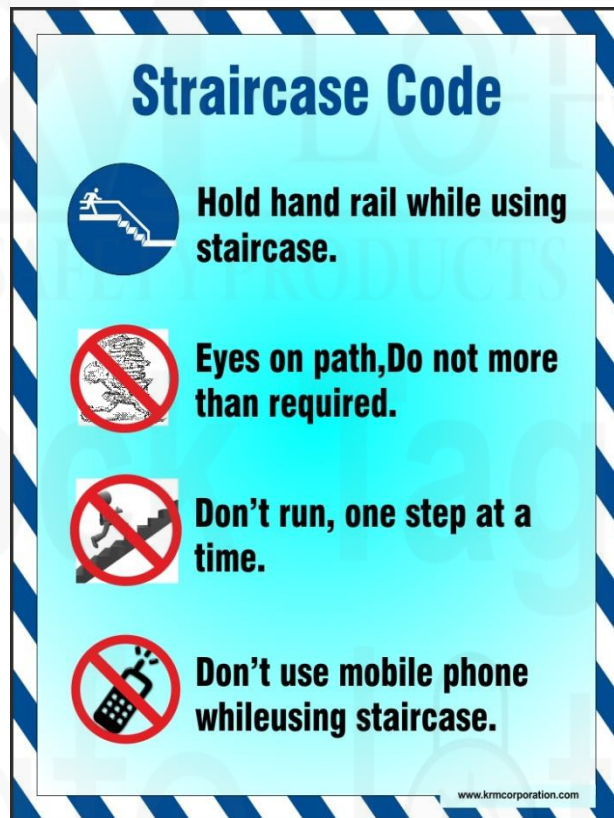 Straircase Code
Hold hand rail while using
staircase.
Eyes on path,Do not more
than required.
Don't run, one step at a
time.
Don't use mobile phone
whileusing staircase.
www.krmcorporation.com